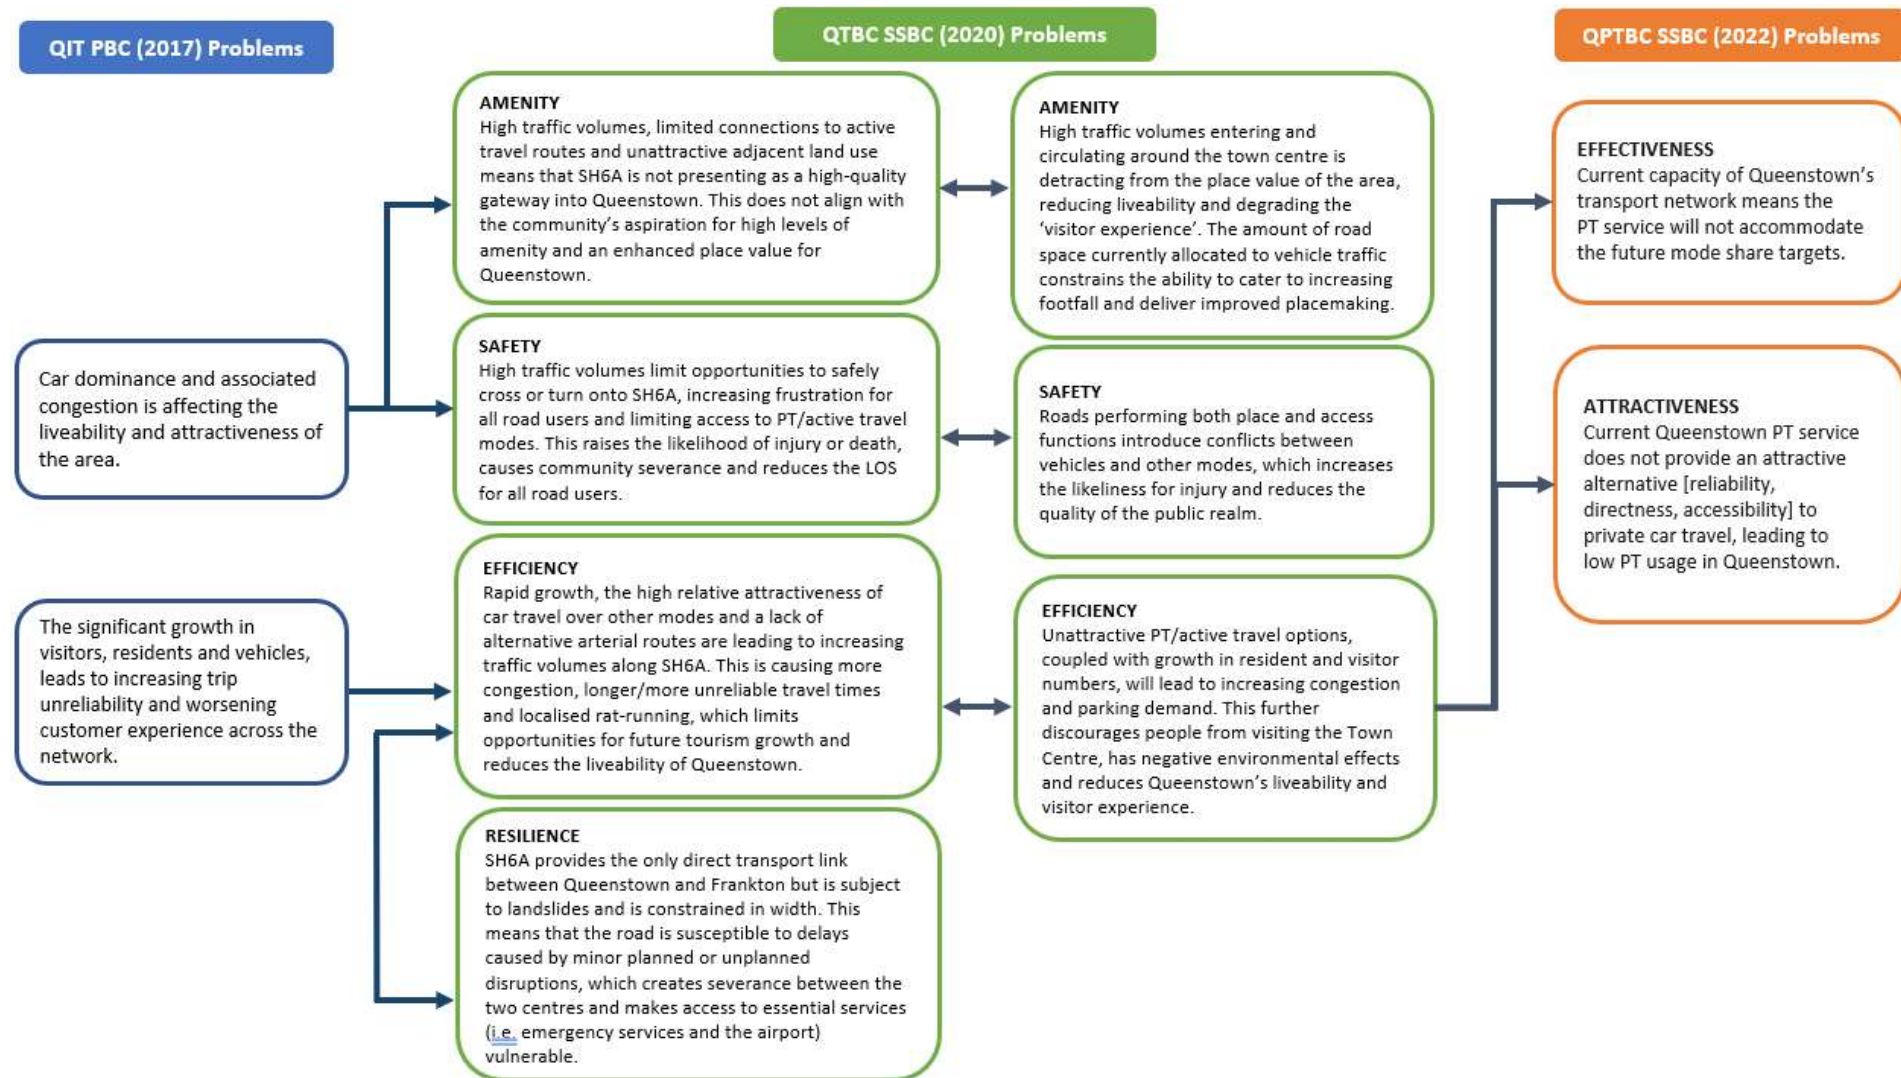 QIT PBC (2017) Problems
QTBC SSBC (2020) Problems
QPTBC SSBC (2022) Problems
Car dominance and associated
congestion is affecting the
liveability and attractiveness of
the area.
The significant growth in
visitors, residents and vehicles,
leads to increasing trip
unreliability and worsening
customer experience across the
network.
AMENITY
High traffic volumes, limited connections to active
travel routes and unattractive adjacent land use
means that SH6A is not presenting as a high-quality
gateway into Queenstown. This does not align with
the community’s aspiration for high levels of
amenity and an enhanced place value for
Queenstown.
SAFETY
High traffic volumes limit opportunities to safely
cross or turn onto SH6A, increasing frustration for
all road users and limiting access to PT/active travel
modes. This raises the likelihood of injury or death,
causes community severance and reduces the LOS
for all road users.
EFFICIENCY
Rapid growth, the high relative attractiveness of
car travel over other modes and a lack of
alternative arterial routes are leading to increasing
traffic volumes along SH6A. This is causing more
congestion, longer/more unreliable travel times
and localised rat-running, which limits
opportunities for future tourism growth and
reduces the liveability of Queenstown.
RESILIENCE
SH6A provides the only direct transport link
between Queenstown and Frankton but is subject
to landslides and is constrained in width. This
means that the road is susceptible to delays
caused by minor planned or unplanned
disruptions, which creates severance between the
two centres and makes access to essential services
(i.e. emergency services and the airport)
vulnerable.
AMENITY
High traffic volumes entering and
circulating around the town centre is
detracting from the place value of the area,
reducing liveability and degrading the
‘visitor experience’. The amount of road
space currently allocated to vehicle traffic
constrains the ability to cater to increasing
footfall and deliver improved placemaking.
SAFETY
Roads performing both place and access
functions introduce conflicts between
vehicles and other modes, which increases
the likeliness for injury and reduces the
quality of the public realm.
EFFICIENCY
Unattractive PT/active travel options,
coupled with growth in resident and visitor
numbers, will lead to increasing congestion
and parking demand. This further
discourages people from visiting the Town
Centre, has negative environmental effects
and reduces Queenstown’s liveability and
visitor experience.
EFFECTIVENESS
Current capacity of Queenstown’s
transport network means the
PT service will not accommodate
the future mode share targets.
ATTRACTIVENESS
Current Queenstown PT service
does not provide an attractive
alternative [reliability,
directness, accessibility] to
private car travel, leading to
low PT usage in Queenstown.